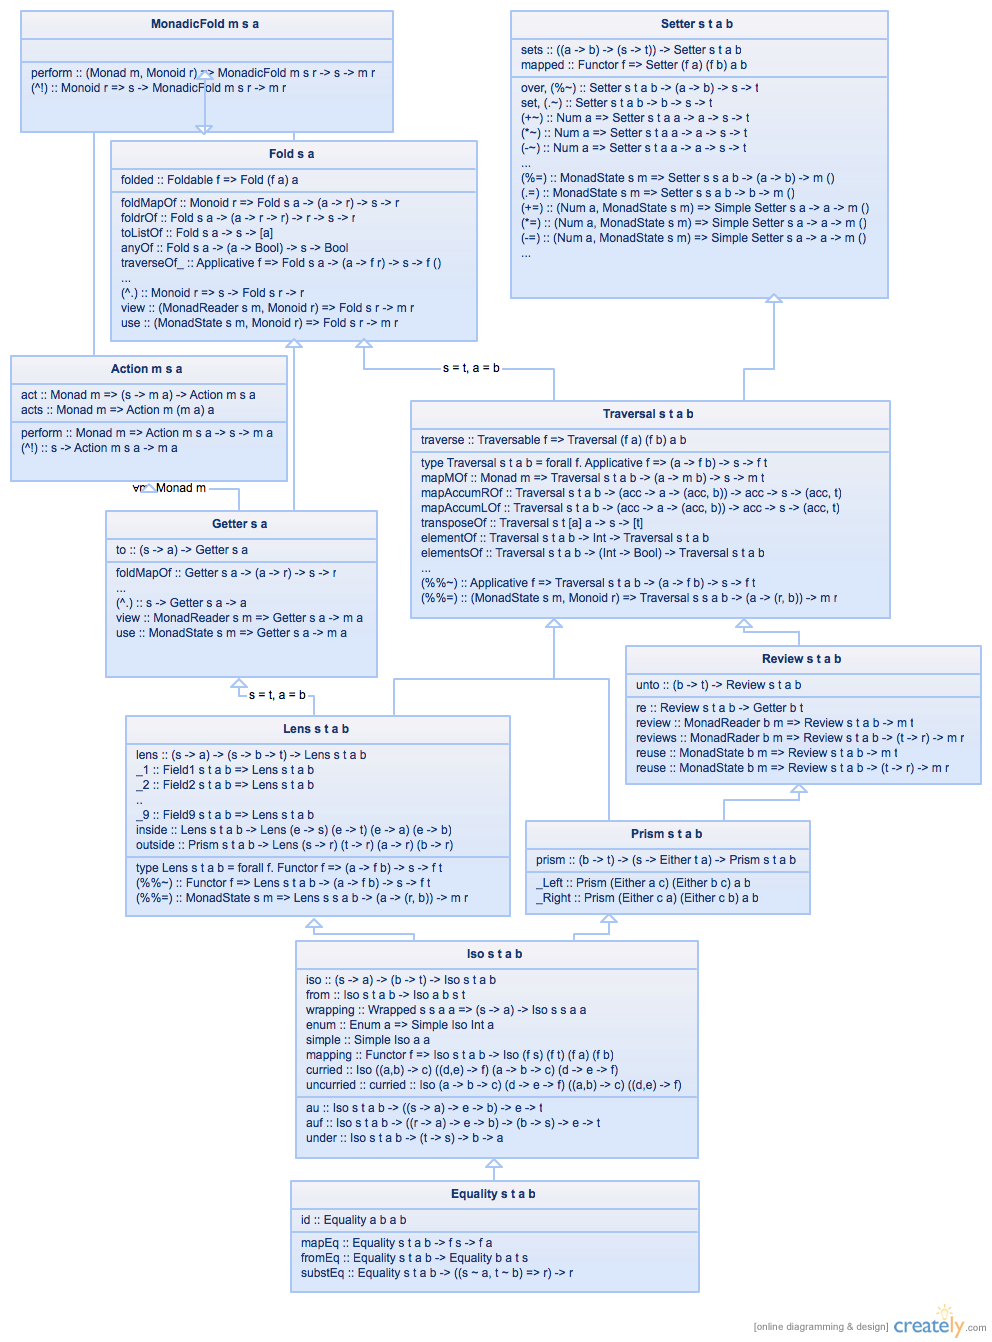 MonadicFold m s a
perform :: (Monad m, Monoid r) => MonadicFold m s r -> s -> m r
(^!) :: Monoid r => s -> MonadicFold m s r -> m r
Setter s t a b
sets :: ((a -> b) -> (s -> t)) -> Setter s t a b
mapped :: Functor f => Setter (f a) (f b) a b
over, (%~) :: Setter s t a b -> (a -> b) -> s -> t
set, (.~) :: Setter s t a b -> b -> s -> t
(+~) :: Num a => Setter s t a a -> a -> s -> t
(*~) :: Num a => Setter s t a a -> a -> s -> t
(-~) :: Num a => Setter s t a a -> a -> s -> t
...
(%=) :: MonadState s m => Setter s s a b -> (a -> b) -> m ()
(.=) :: MonadState s m => Setter s s a b -> b -> m ()
(+=) :: (Num a, MonadState s m) => Simple Setter s a -> a -> m ()
(*=) :: (Num a, MonadState s m) => Simple Setter s a -> a -> m ()
(-=) :: (Num a, MonadState s m) => Simple Setter s a -> a -> m ()
...
Fold s a
folded :: Foldable f => Fold (f a) a
foldMapOf :: Monoid r => Fold s a -> (a -> r) -> s -> r
foldrOf :: Fold s a -> (a -> r -> r) -> r -> s -> r
toListOf :: Fold s a -> s -> [a]
anyOf :: Fold s a -> (a -> Bool) -> s -> Bool
traverseOf_ :: Applicative f => Fold s a -> (a -> f r) -> s -> f ()
...
(^.) :: Monoid r => s -> Fold s r -> r
view :: (MonadReader s m, Monoid r) => Fold s r -> m r
use :: (MonadState s m, Monoid r) => Fold s r -> m r
s = t, a = b
Action m s a
act :: Monad m => (s -> m a) -> Action m s a
acts :: Monad m => Action m (m a) a
perform :: Monad m => Action m s a -> s -> m a
(^!) :: s -> Action m s a -> m a
∀m. Monad m
Traversal s t a b
traverse :: Traversable f => Traversal (f a) (f b) a b
type Traversal s t a b = forall f. Applicative f => (a -> f b) -> s -> f t
mapMOf :: Monad m => Traversal s t a b -> (a -> m b) -> s -> m t
mapAccumROf :: Traversal s t a b -> (acc -> a -> (acc, b)) -> acc -> s -> (acc, t)
mapAccumLOf :: Traversal s t a b -> (acc -> a -> (acc, b)) -> acc -> s -> (acc, t)
transposeOf :: Traversal s t [a] a -> s -> [t]
elementOf :: Traversal s t a b -> Int -> Traversal s t a b
elementsOf :: Traversal s t a b -> (Int -> Bool) -> Traversal s t a b
...
(%%~) :: Applicative f => Traversal s t a b -> (a -> f b) -> s -> f t
(%%=) :: (MonadState s m, Monoid r) => Traversal s s a b -> (a -> (r, b)) -> m r
Getter s a
to :: (s -> a) -> Getter s a
foldMapOf :: Getter s a -> (a -> r) -> s -> r
...
(^.) :: s -> Getter s a -> a
view :: MonadReader s m => Getter s a -> m a
use :: MonadState s m => Getter s a -> m a
s = t, a = b
Review s t a b
unto :: (b -> t) -> Review s t a b
re :: Review s t a b -> Getter b t
review :: MonadReader b m => Review s t a b -> m t
reviews :: MonadRader b m => Review s t a b -> (t -> r) -> m r
reuse :: MonadState b m => Review s t a b -> m t
reuse :: MonadState b m => Review s t a b -> (t -> r) -> m r
Lens s t a b
lens :: (s -> a) -> (s -> b -> t) -> Lens s t a b
_1 :: Field1 s t a b => Lens s t a b
_2 :: Field2 s t a b => Lens s t a b
..
_9 :: Field9 s t a b => Lens s t a b
inside :: Lens s t a b -> Lens (e -> s) (e -> t) (e -> a) (e -> b)
outside :: Prism s t a b -> Lens (s -> r) (t -> r) (a -> r) (b -> r)
type Lens s t a b = forall f. Functor f => (a -> f b) -> s -> f t
(%%~) :: Functor f => Lens s t a b -> (a -> f b) -> s -> f t
(%%=) :: MonadState s m => Lens s s a b -> (a -> (r, b)) -> m r
Prism s t a b
prism :: (b -> t) -> (s -> Either t a) -> Prism s t a b
_Left :: Prism (Either a c) (Either b c) a b
_Right :: Prism (Either c a) (Either c b) a b
Iso s t a b
iso :: (s -> a) -> (b -> t) -> Iso s t a b
from :: Iso s t a b -> Iso a b s t
wrapping :: Wrapped s s a a => (s -> a) -> Iso s s a a
enum :: Enum a => Simple Iso Int a
simple :: Simple Iso a a
mapping :: Functor f => Iso s t a b -> Iso (f s) (f t) (f a) (f b)
curried :: Iso ((a,b) -> c) ((d,e) -> f) (a -> b -> c) (d -> e -> f)
uncurried :: curried :: Iso (a -> b -> c) (d -> e -> f) ((a,b) -> c) ((d,e) -> f)
au :: Iso s t a b -> ((s -> a) -> e -> b) -> e -> t
auf :: Iso s t a b -> ((r -> a) -> e -> b) -> (b -> s) -> e -> t
under :: Iso s t a b -> (t -> s) -> b -> a
Equality s t a b
id :: Equality a b a b
mapEq :: Equality s t a b -> f s -> f a
fromEq :: Equality s t a b -> Equality b a t s
substEq :: Equality s t a b -> ((s ~ a, t ~ b) => r) -> r
[online diagramming & design] creately.com